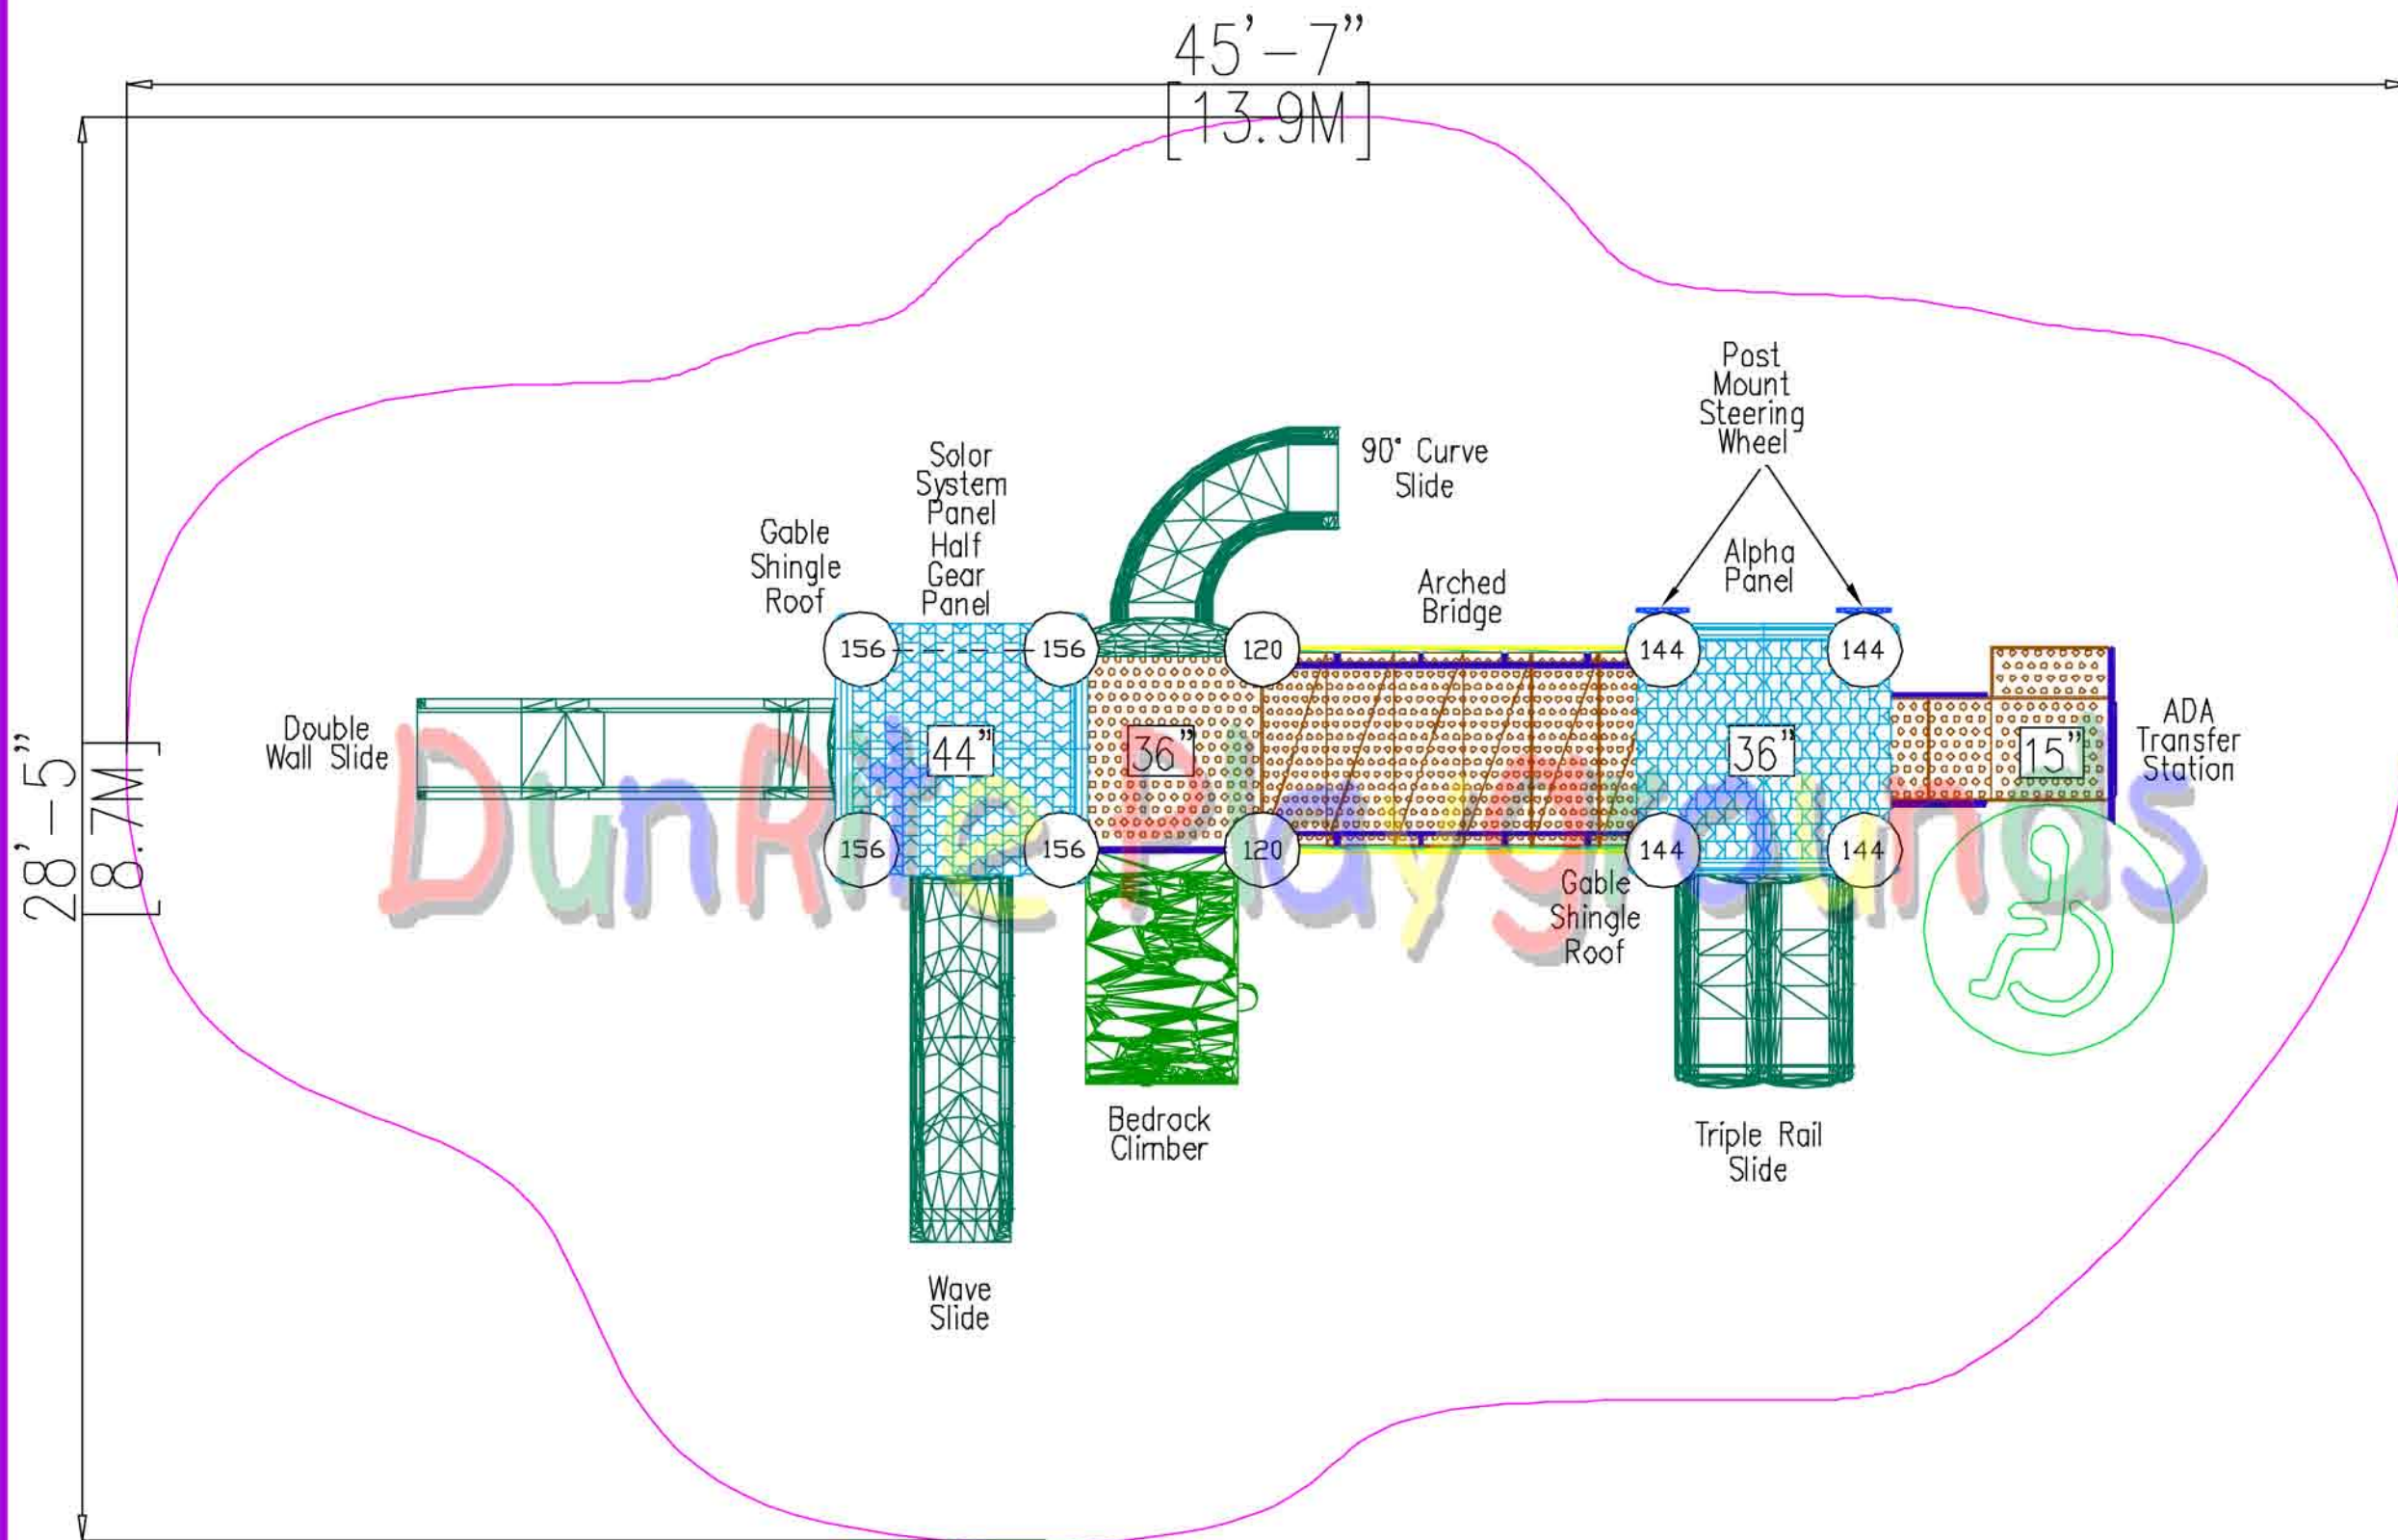 45'-7"
[13.9M]
28'-5"
[8.7M]
Post
Mount
Steering
Wheel
Solor
System
Panel
Half
Gear
Panel
90° Curve
Slide
Gable
Shingle
Roof
Alpha
Panel
Arched
Bridge
156
156
120
144
144
Double
Wall Slide
44"
36"
36"
15"
ADA
Transfer
Station
DunRite Playgrounds
156
156
120
144
144
Gable
Shingle
Roof
Bedrock
Climber
Triple Rail
Slide
Wave
Slide